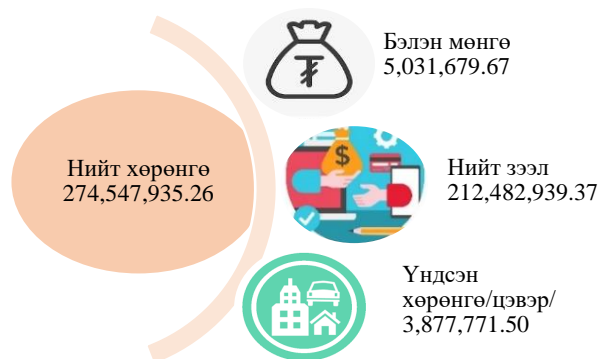 Бэлэн мөнгө
5,031,679.67
Нийт хөрөнгө
274,547,935.26
$
Нийт зээл
212,482,939.37
Үндсэн
хөрөнгө/цэвэр/
3,877,771.50